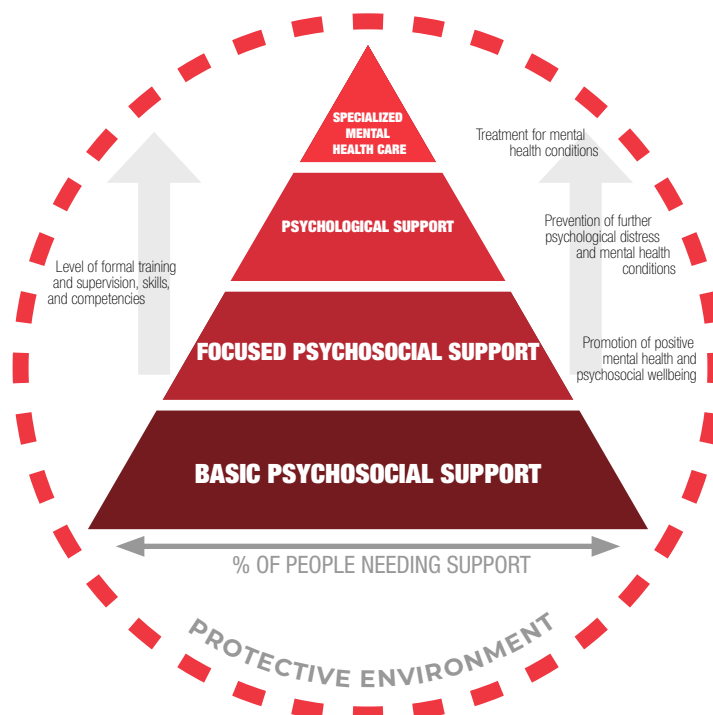 SPECIALIZED
MENTAL
HEALTH CARE
Treatment for mental
health conditions
PSYCHOLOGICAL SUPPORT
Prevention of further
psychological distress
and mental health
conditions
Level of formal training
and supervision, skills,
and competencies
FOCUSED PSYCHOSOCIAL SUPPORT
Promotion of positive
mental health and
psychosocial wellbeing
BASIC PSYCHOSOCIAL SUPPORT
% OF PEOPLE NEEDING SUPPORT
PROTECTIVE ENVIRONMENT